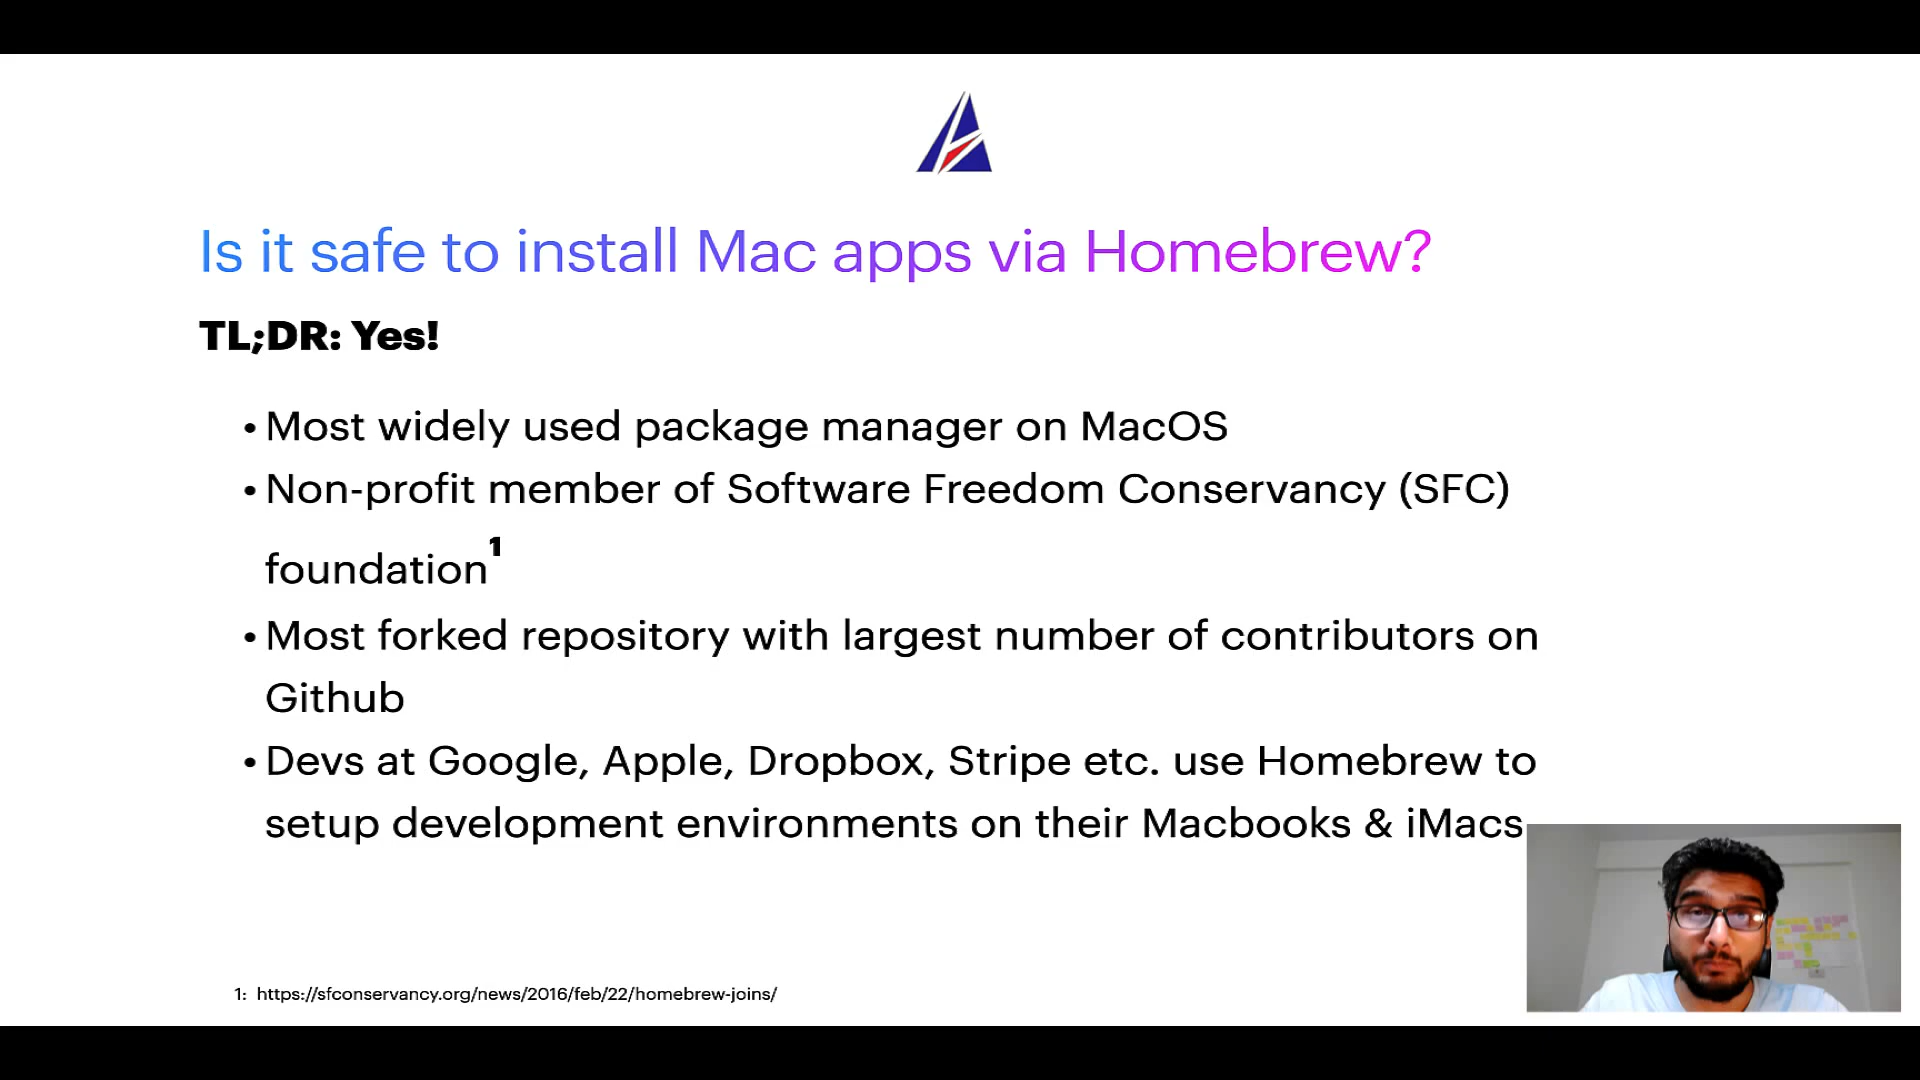 Is it safe to install Mac apps via Homebrew?
TL;DR: Yes!
• Most widely used package manager on MacOS
• Non-profit member of Software Freedom Conservancy (SFC)
foundation1
• Most forked repository with largest number of contributors on
Github
• Devs at Google, Apple, Dropbox, Stripe etc. use Homebrew to
setup development environments on their Macbooks & iMacs
1: https://sfconservancy.org/news/2016/feb/22/homebrew-joins/